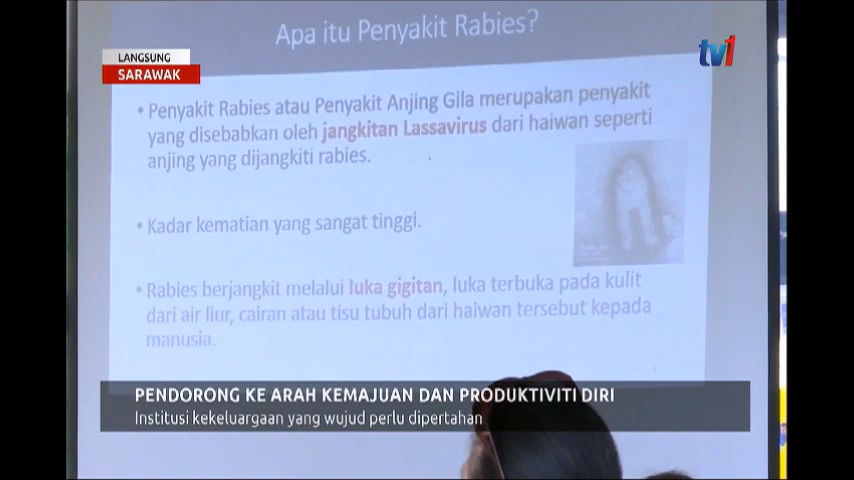 Apa itu Penyakit Rabies?
tv1
LANGSUNG
SARAWAK
• Penyakit Rabies atau Penyakit Anjing Gila merupakan penyakit
yang disebabkan oleh jangkitan Lassavirus dari haiwan seperti
anjing yang dijangkiti rabies.
• Kadar kematian yang sangat tinggi.
• Rabies berjangkit melalui luka gigitan, luka terbuka pada kulit
dari air liur, cairan atau tisu tubuh dari haiwan tersebut kepada
manusia.
PENDORONG KE ARAH KEMAJUAN DAN PRODUKTIVITI DIRI
Institusi kekeluargaan yang wujud perlu dipertahan